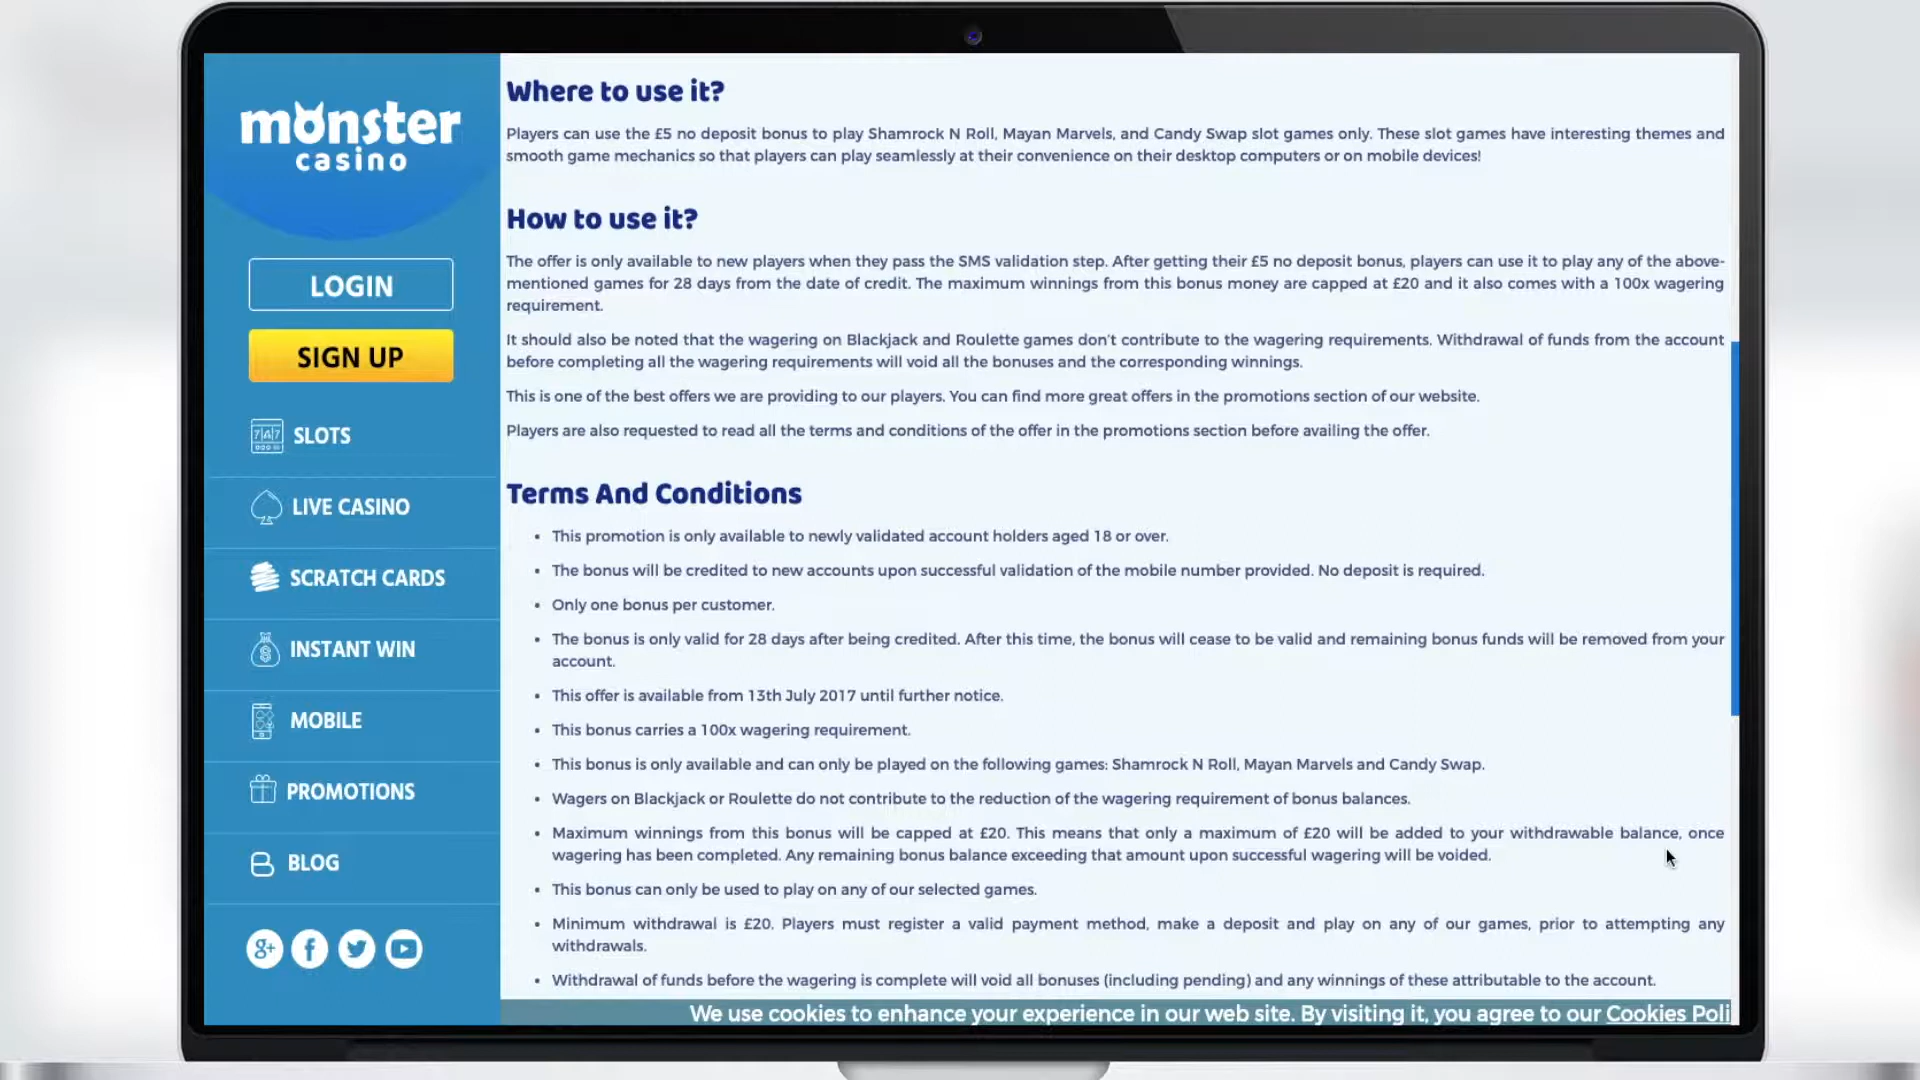 monster
casino
LOGIN
SIGN UP
SLOTS
LIVE CASINO
SCRATCH CARDS
INSTANT WIN
MOBILE
PROMOTIONS
BLOG
Where to use it?
Players can use the £5 no deposit bonus to play Shamrock N Roll, Mayan Marvels, and Candy Swap slot games only. These slot games have interesting themes and
smooth game mechanics so that players can play seamlessly at their convenience on their desktop computers or on mobile devices!
How to use it?
The offer is only available to new players when they pass the SMS validation step. After getting their £5 no deposit bonus, players can use it to play any of the above-
mentioned games for 28 days from the date of credit. The maximum winnings from this bonus money are capped at £20 and it also comes with a 100x wagering
requirement.
It should also be noted that the wagering on Blackjack and Roulette games don't contribute to the wagering requirements. Withdrawal of funds from the account
before completing all the wagering requirements will void all the bonuses and the corresponding winnings.
This is one of the best offers we are providing to our players. You can find more great offers in the promotions section of our website.
Players are also requested to read all the terms and conditions of the offer in the promotions section before availing the offer.
Terms And Conditions
• This promotion is only available to newly validated account holders aged 18 or over.
• The bonus will be credited to new accounts upon successful validation of the mobile number provided. No deposit is required.
• Only one bonus per customer.
• The bonus is only valid for 28 days after being credited. After this time, the bonus will cease to be valid and remaining bonus funds will be removed from your
account.
• This offer is available from 13th July 2017 until further notice.
• This bonus carries a 100x wagering requirement.
• This bonus is only available and can only be played on the following games: Shamrock N Roll, Mayan Marvels and Candy Swap.
• Wagers on Blackjack or Roulette do not contribute to the reduction of the wagering requirement of bonus balances.
• Maximum winnings from this bonus will be capped at £20. This means that only a maximum of £20 will be added to your withdrawable balance, once
wagering has been completed. Any remaining bonus balance exceeding that amount upon successful wagering will be voided.
• This bonus can only be used to play on any of our selected games.
• Minimum withdrawal is £20. Players must register a valid payment method, make a deposit and play on any of our games, prior to attempting any
withdrawals.
• Withdrawal of funds before the wagering is complete will void all bonuses (including pending) and any winnings of these attributable to the account.
We use cookies to enhance your experience in our web site. By visiting it, you agree to our Cookies Poli